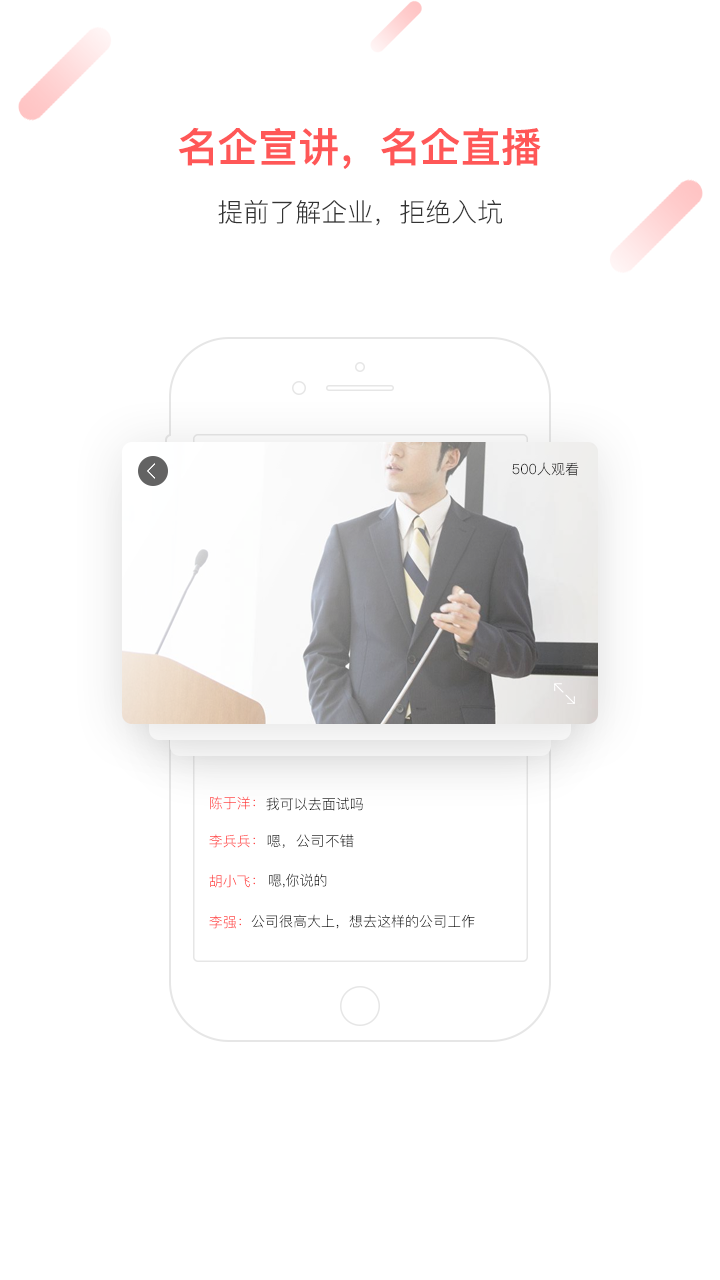 名企宣讲，名企直播
提前了解企业，拒绝入坑
500人观看
陈于洋：我可以去面试吗
李兵兵：嗯，公司不错
胡小飞：嗯,你说的
李强：公司很高大上，想去这样的公司工作